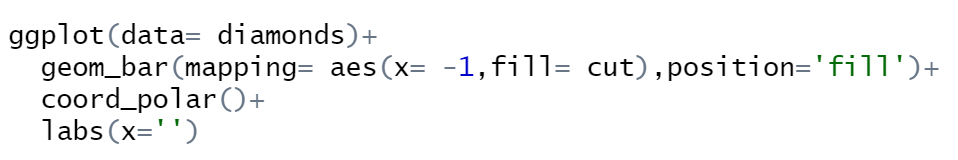 ggplot(data= diamonds)+
  geom_bar(mapping= aes(x= -1,fill= cut),position='fill')+
  coord_polar()+
  labs(x='')